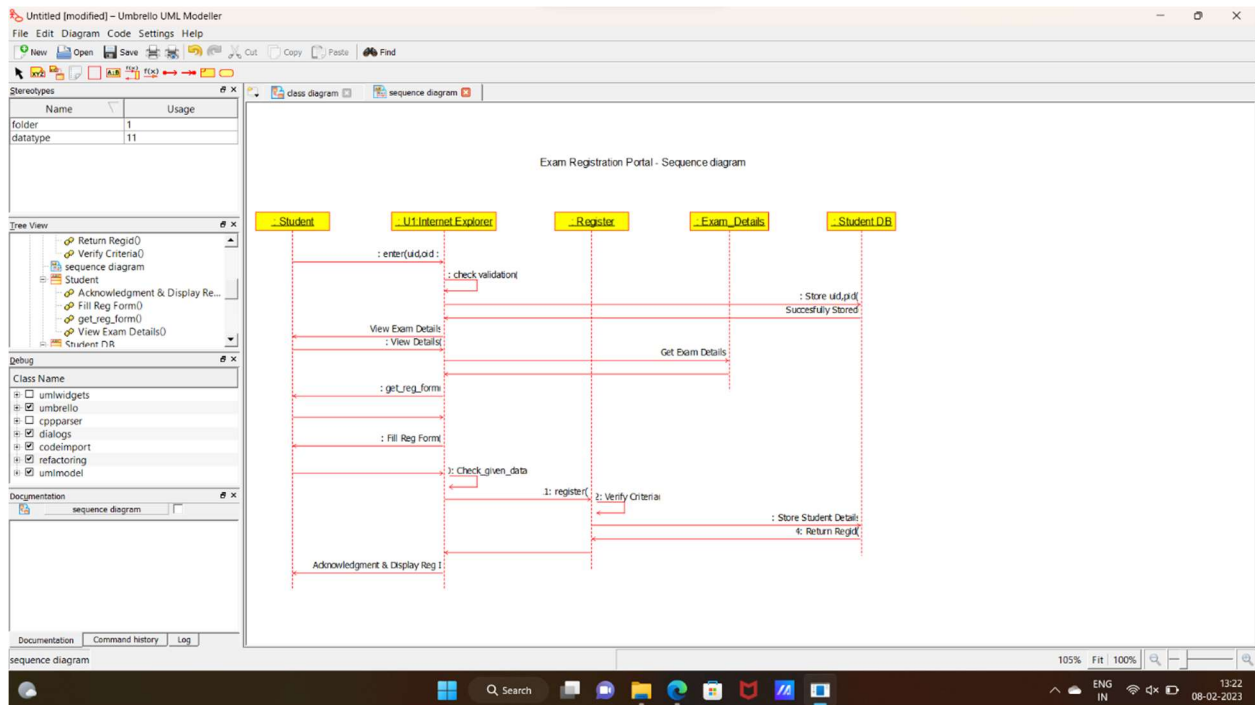 Untitled [modified] – Umbrello UML Modeller
File Edit Diagram Code Settings Help
New Open Save Cut Copy Paste Find
Stereotypes
Name Usage
folder 1
datatype 11
Tree View
Return Regid()
Verify Criteria()
sequence diagram
Student
Acknowledgment & Display Re...
Fill Reg Form()
get_reg_form()
View Exam Details()
Student DB
Debug
Class Name
umlwidgets
umbrello
cppparser
dialogs
codeimport
refactoring
umlmodel
Documentation
sequence diagram
Documentation Command history Log
class diagram sequence diagram
Exam Registration Portal - Sequence diagram
: Student : U1:Internet Explorer : Register : Exam_Details : Student DB
: enter(uid,oid :
: check validation(
: Store uid,pid(
Succesfully Stored
View Exam Details
: View Details(
Get Exam Details
: get_reg_form
: Fill Reg Form(
: Check_given_data
1: register(
2: Verify Criteria
: Store Student Details
4: Return Regid(
Acknowledgment & Display Reg I
sequence diagram 105% Fit 100%
Search
ENG
IN
13:22
08-02-2023